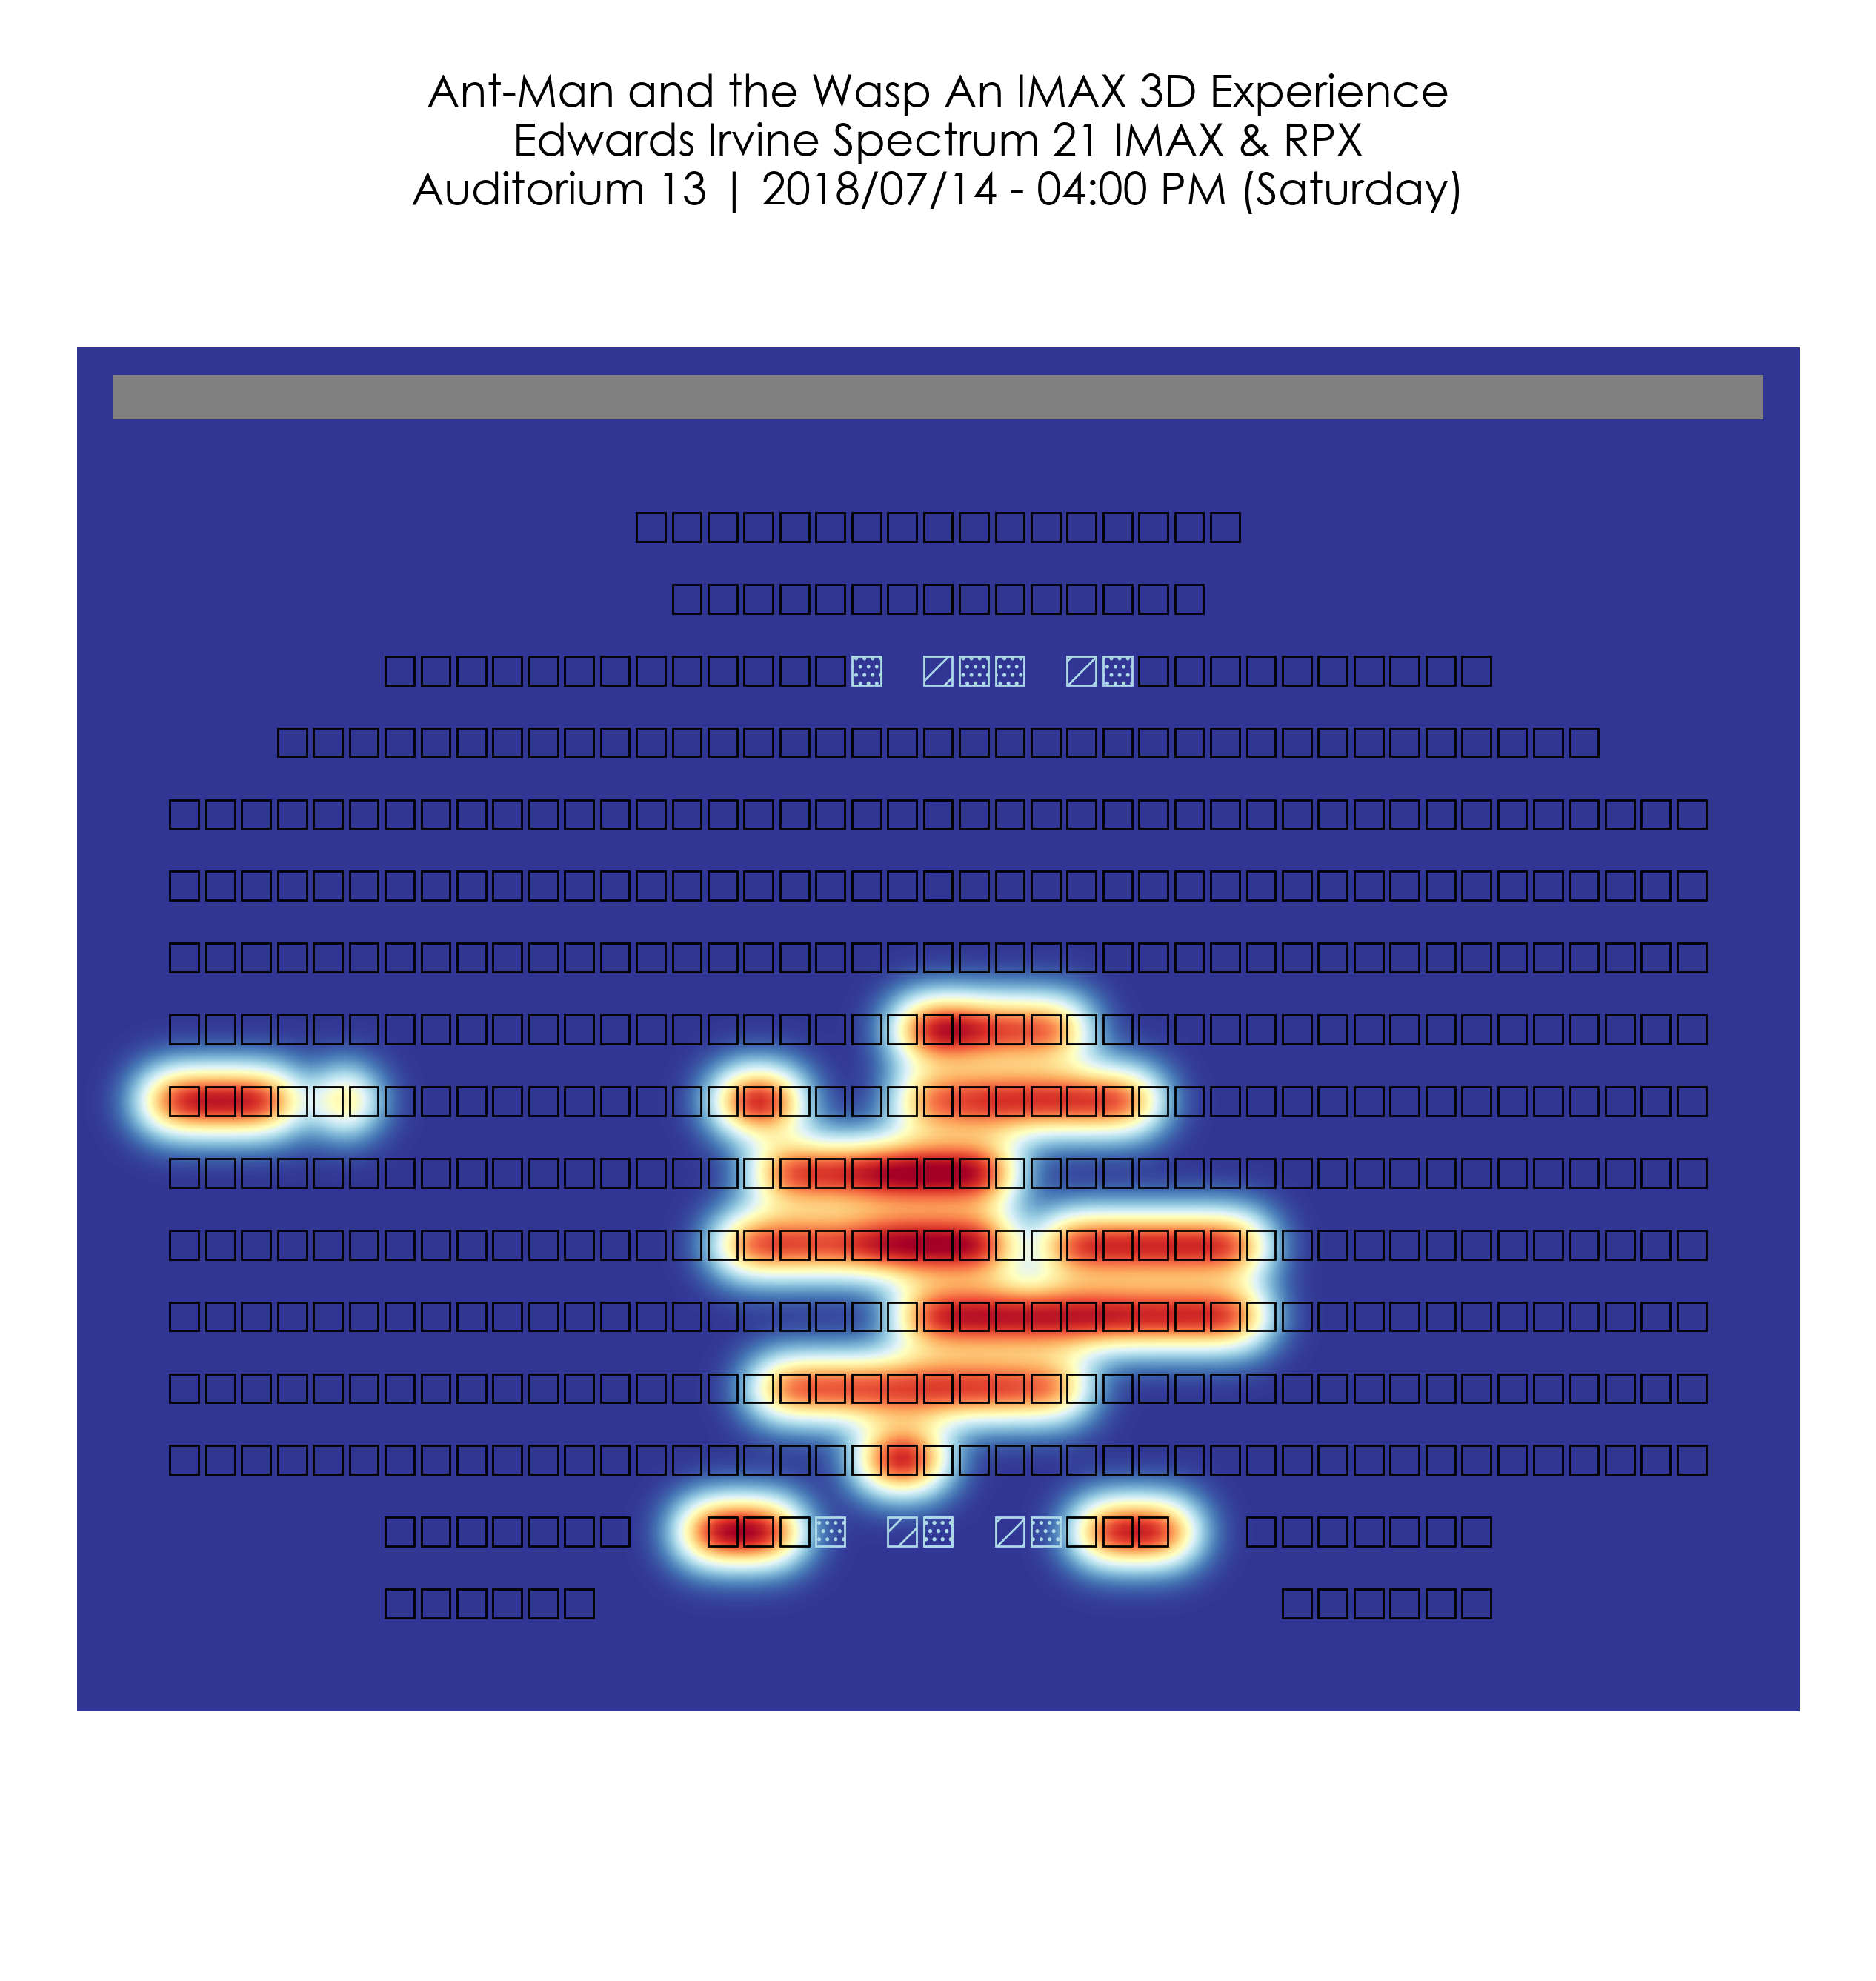 Ant-Man and the Wasp An IMAX 3D Experience
Edwards Irvine Spectrum 21 IMAX & RPX
Auditorium 13 | 2018/07/14 - 04:00 PM (Saturday)